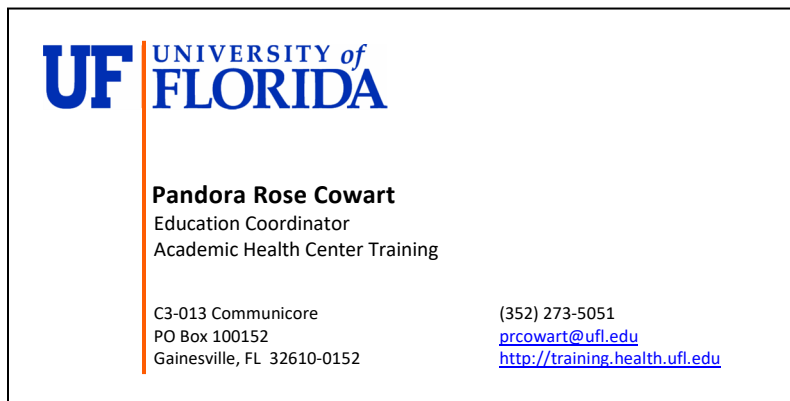 UF UNIVERSITY of
FLORIDA
Pandora Rose Cowart
Education Coordinator
Academic Health Center Training
C3-013 Communicore
PO Box 100152
Gainesville, FL  32610-0152
(352) 273-5051
prcowart@ufl.edu
http://training.health.ufl.edu